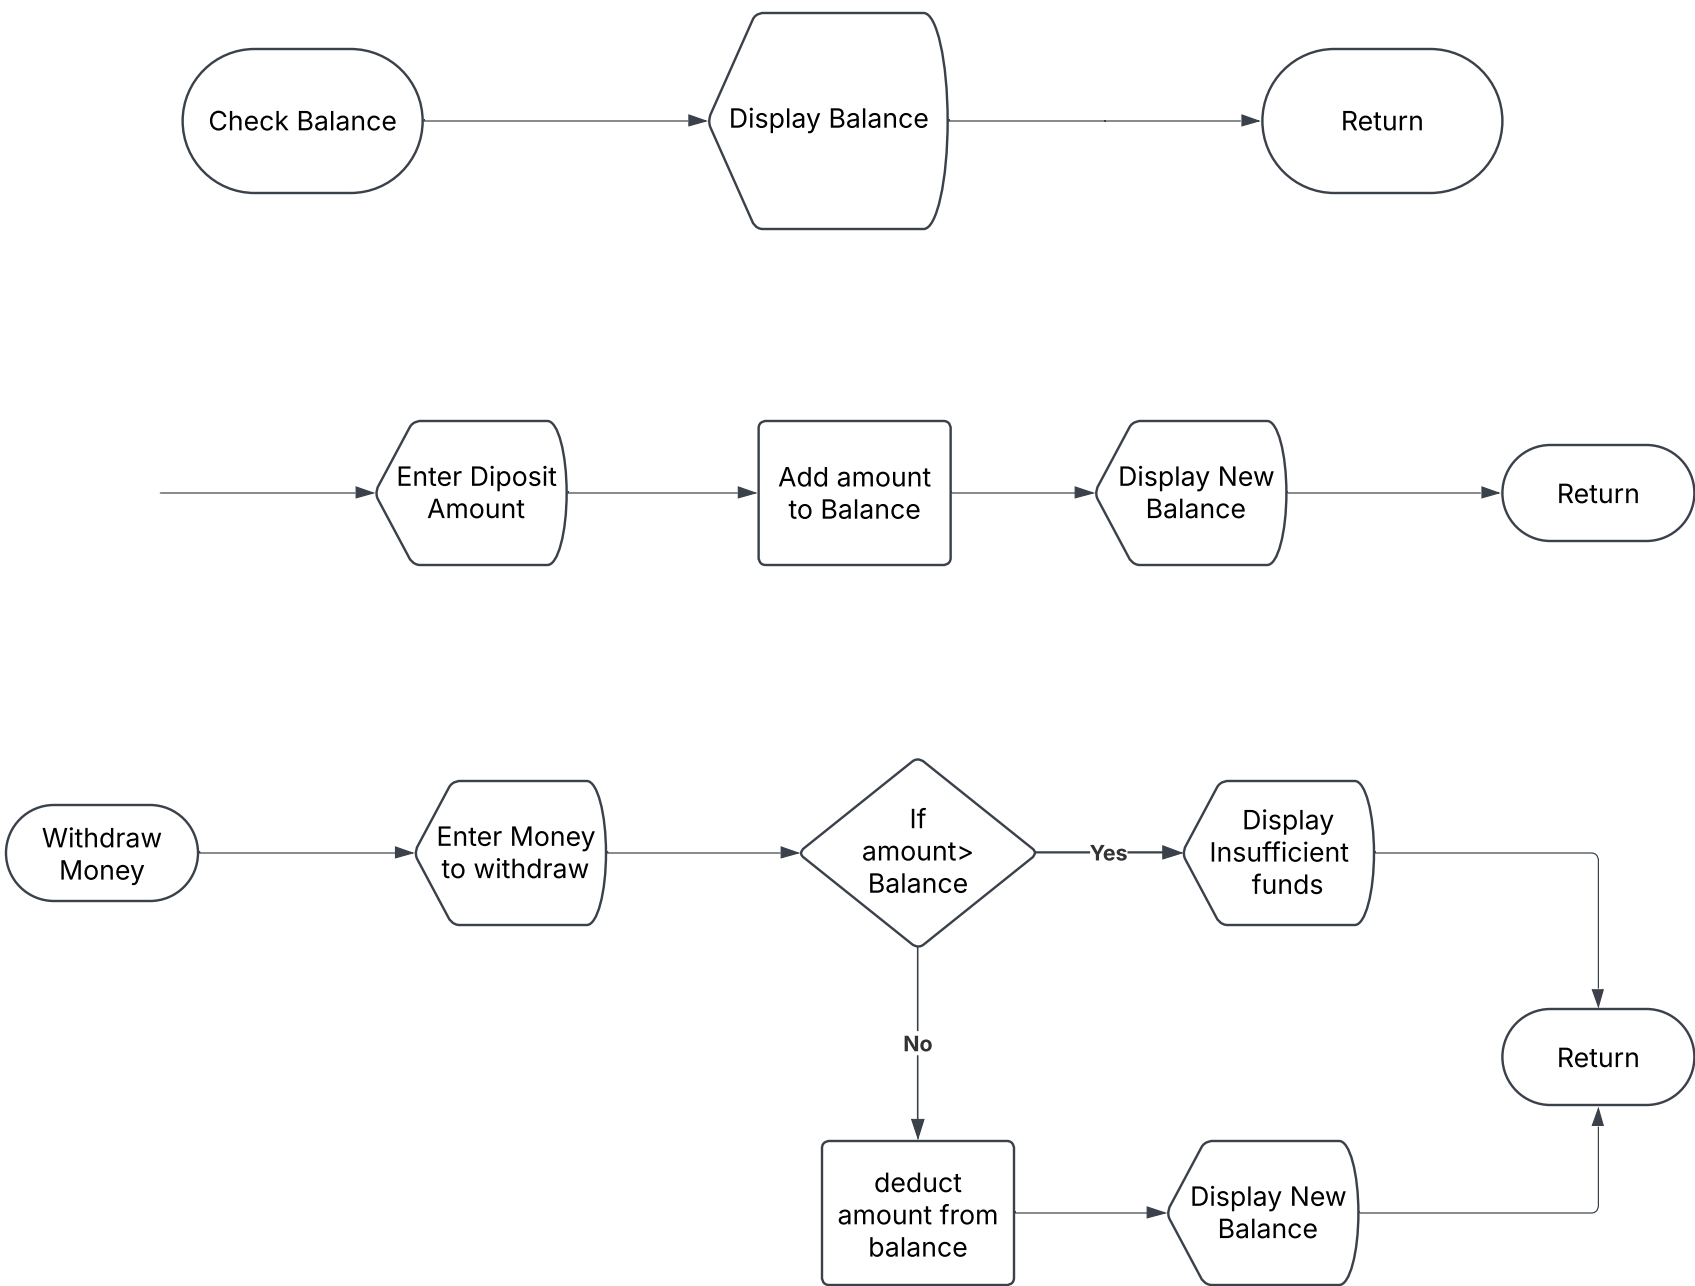 Check Balance
Display Balance
Return
Enter Diposit
Amount
Add amount
to Balance
Display New
Balance
Return
Withdraw
Money
Enter Money
to withdraw
If
amount>
Balance
Yes
Display
Insufficient
funds
No
Return
deduct
amount from
balance
Display New
Balance